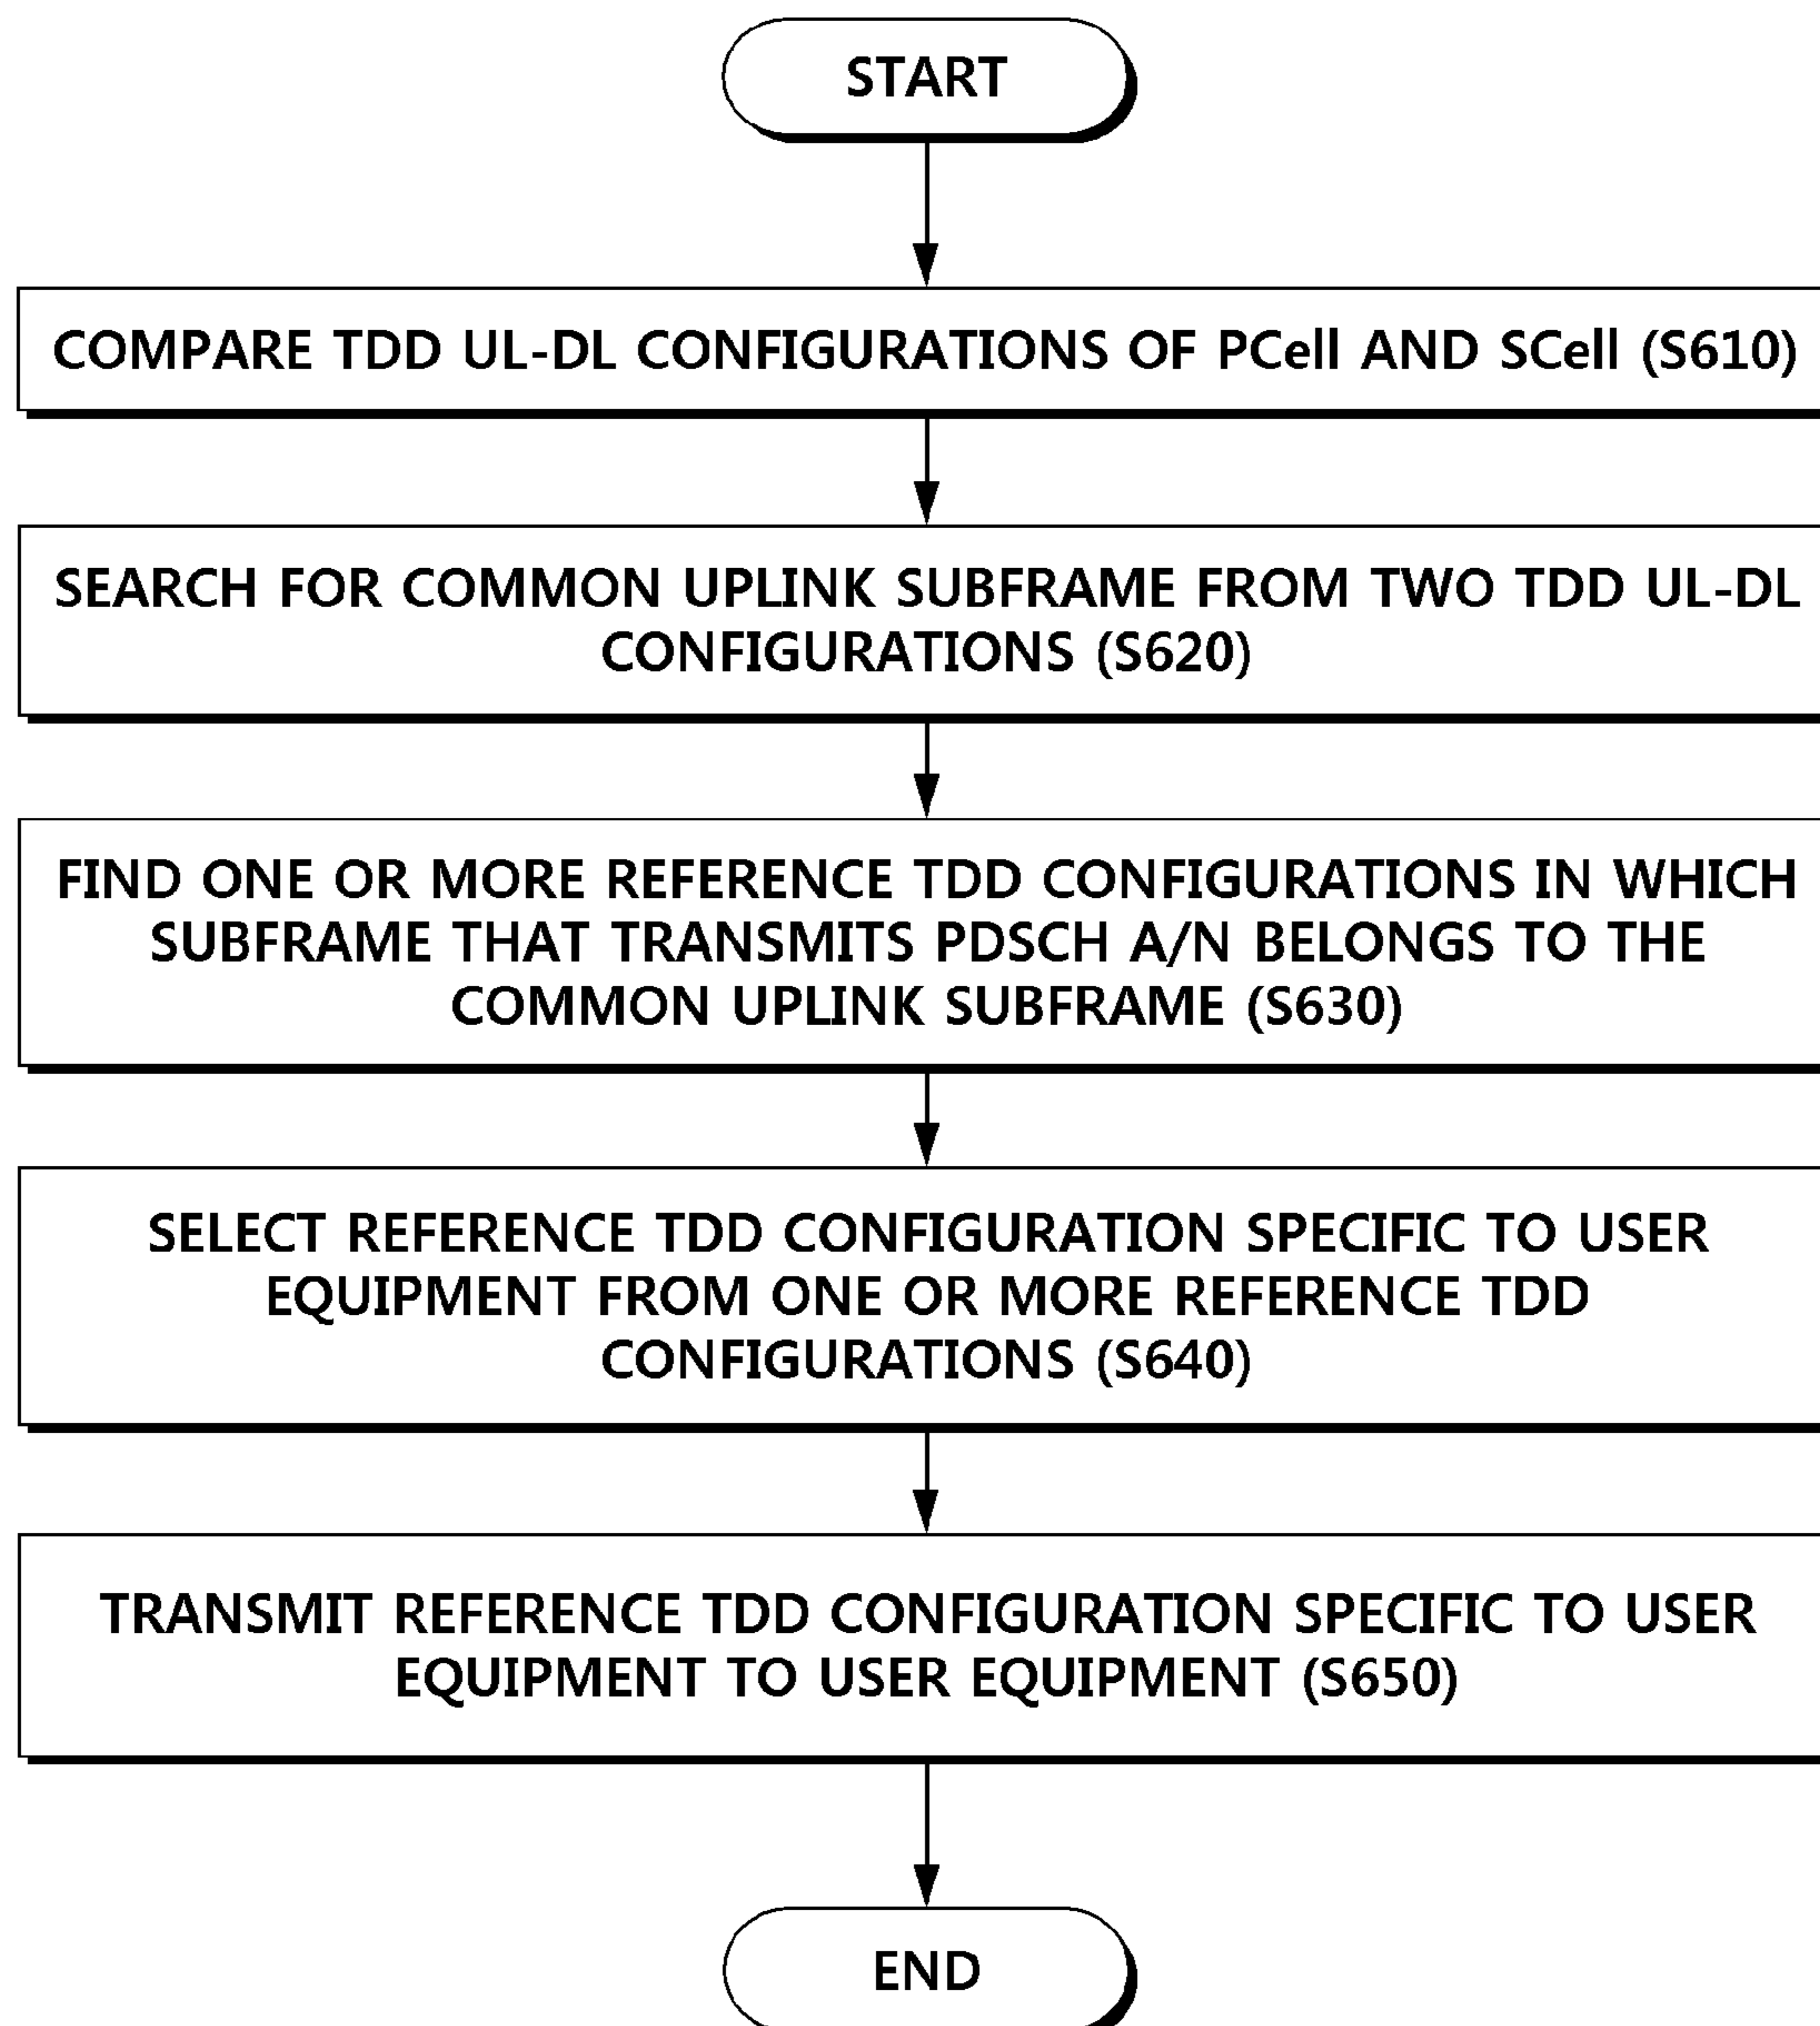 START
COMPARE TDD UL-DL CONFIGURATIONS OF PCell AND SCell (S610)
SEARCH FOR COMMON UPLINK SUBFRAME FROM TWO TDD UL-DL
CONFIGURATIONS (S620)
FIND ONE OR MORE REFERENCE TDD CONFIGURATIONS IN WHICH
SUBFRAME THAT TRANSMITS PDSCH A/N BELONGS TO THE
COMMON UPLINK SUBFRAME (S630)
SELECT REFERENCE TDD CONFIGURATION SPECIFIC TO USER
EQUIPMENT FROM ONE OR MORE REFERENCE TDD
CONFIGURATIONS (S640)
TRANSMIT REFERENCE TDD CONFIGURATION SPECIFIC TO USER
EQUIPMENT TO USER EQUIPMENT (S650)
END